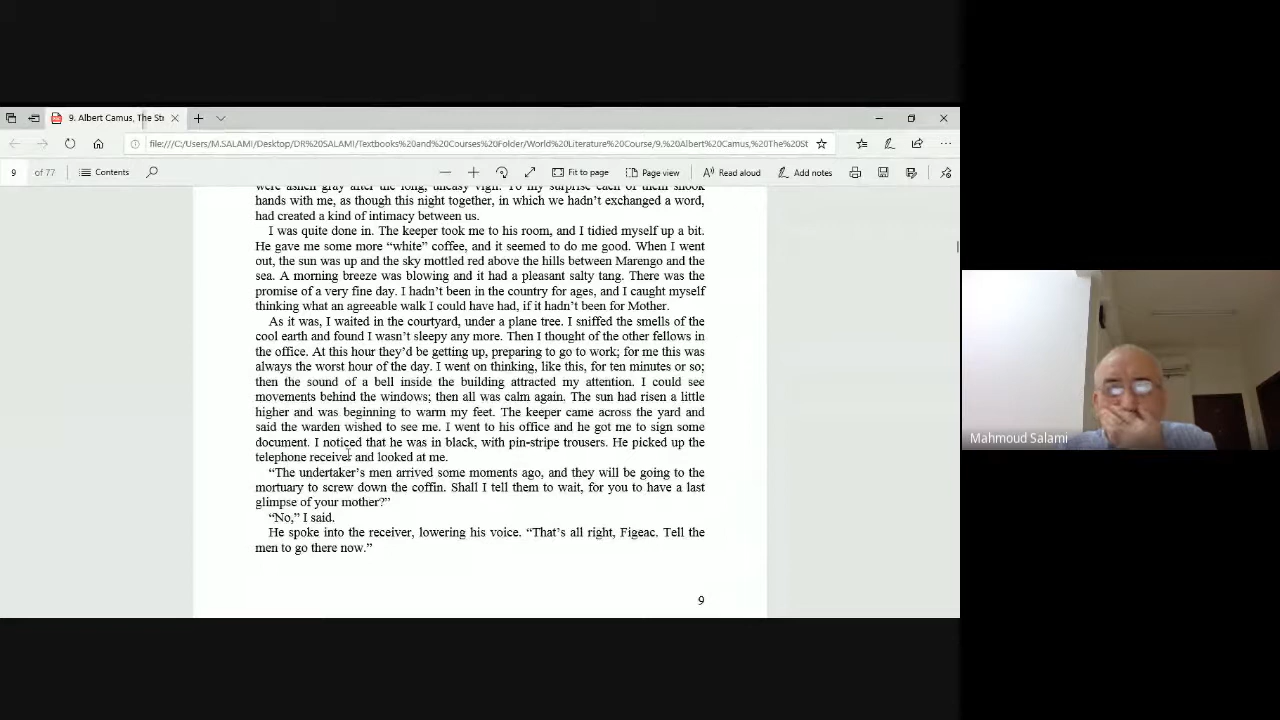 9. Albert Camus, The Str
file:///C:/Users/M.SALAMI/Desktop/DR%20SALAMI/Textbooks%20and%20Courses%20Folder/World%20Literature%20Course/9.%20Albert%20Camus,%20The%20St
9 of 77 Contents Fit to page Page view Read aloud Add notes
were ashen gray after the long, uneasy vigil. To my surprise each of them shook
hands with me, as though this night together, in which we hadn’t exchanged a word,
had created a kind of intimacy between us.
I was quite done in. The keeper took me to his room, and I tidied myself up a bit.
He gave me some more “white” coffee, and it seemed to do me good. When I went
out, the sun was up and the sky mottled red above the hills between Marengo and the
sea. A morning breeze was blowing and it had a pleasant salty tang. There was the
promise of a very fine day. I hadn’t been in the country for ages, and I caught myself
thinking what an agreeable walk I could have had, if it hadn’t been for Mother.
As it was, I waited in the courtyard, under a plane tree. I sniffed the smells of the
cool earth and found I wasn’t sleepy any more. Then I thought of the other fellows in
the office. At this hour they’d be getting up, preparing to go to work; for me this was
always the worst hour of the day. I went on thinking, like this, for ten minutes or so;
then the sound of a bell inside the building attracted my attention. I could see
movements behind the windows; then all was calm again. The sun had risen a little
higher and was beginning to warm my feet. The keeper came across the yard and
said the warden wished to see me. I went to his office and he got me to sign some
document. I noticed that he was in black, with pin-stripe trousers. He picked up the
telephone receiver and looked at me.
“The undertaker’s men arrived some moments ago, and they will be going to the
mortuary to screw down the coffin. Shall I tell them to wait, for you to have a last
glimpse of your mother?”
“No,” I said.
He spoke into the receiver, lowering his voice. “That’s all right, Figeac. Tell the
men to go there now.”
9
Mahmoud Salami